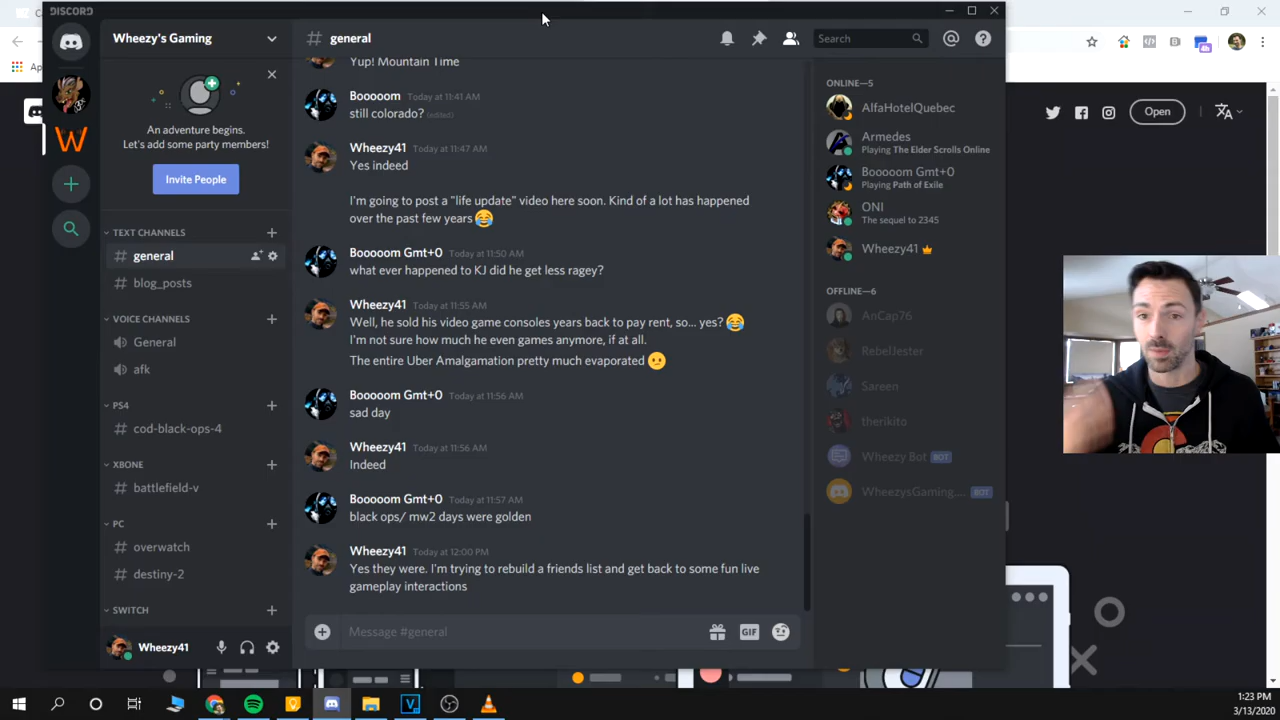 DISCORD
Wheezy's Gaming
# general
Search
An adventure begins.
Let's add some party members!
Invite People
TEXT CHANNELS
# general
# blog_posts
VOICE CHANNELS
General
afk
PS4
# cod-black-ops-4
XBONE
# battlefield-v
PC
# overwatch
# destiny-2
SWITCH
Wheezy41
Yup! Mountain Time
Booooom Today at 11:41 AM
still colorado? (edited)
Wheezy41 Today at 11:47 AM
Yes indeed
I'm going to post a "life update" video here soon. Kind of a lot has happened
over the past few years 😂
Booooom Gmt+0 Today at 11:50 AM
what ever happened to KJ did he get less ragey?
Wheezy41 Today at 11:55 AM
Well, he sold his video game consoles years back to pay rent, so... yes? 😂
I'm not sure how much he even games anymore, if at all.
The entire Uber Amalgamation pretty much evaporated 😕
Booooom Gmt+0 Today at 11:56 AM
sad day
Wheezy41 Today at 11:56 AM
Indeed
Booooom Gmt+0 Today at 11:57 AM
black ops/ mw2 days were golden
Wheezy41 Today at 12:00 PM
Yes they were. I'm trying to rebuild a friends list and get back to some fun live
gameplay interactions
Message #general
GIF
ONLINE—5
AlfaHotelQuebec
Armedes
Playing The Elder Scrolls Online
Booooom Gmt+0
Playing Path of Exile
ONI
The sequel to 2345
Wheezy41
OFFLINE—6
AnCap76
RebelJester
Sareen
therikito
Wheezy Bot BOT
WheezysGaming.... BOT
Open
1:23 PM
3/13/2020